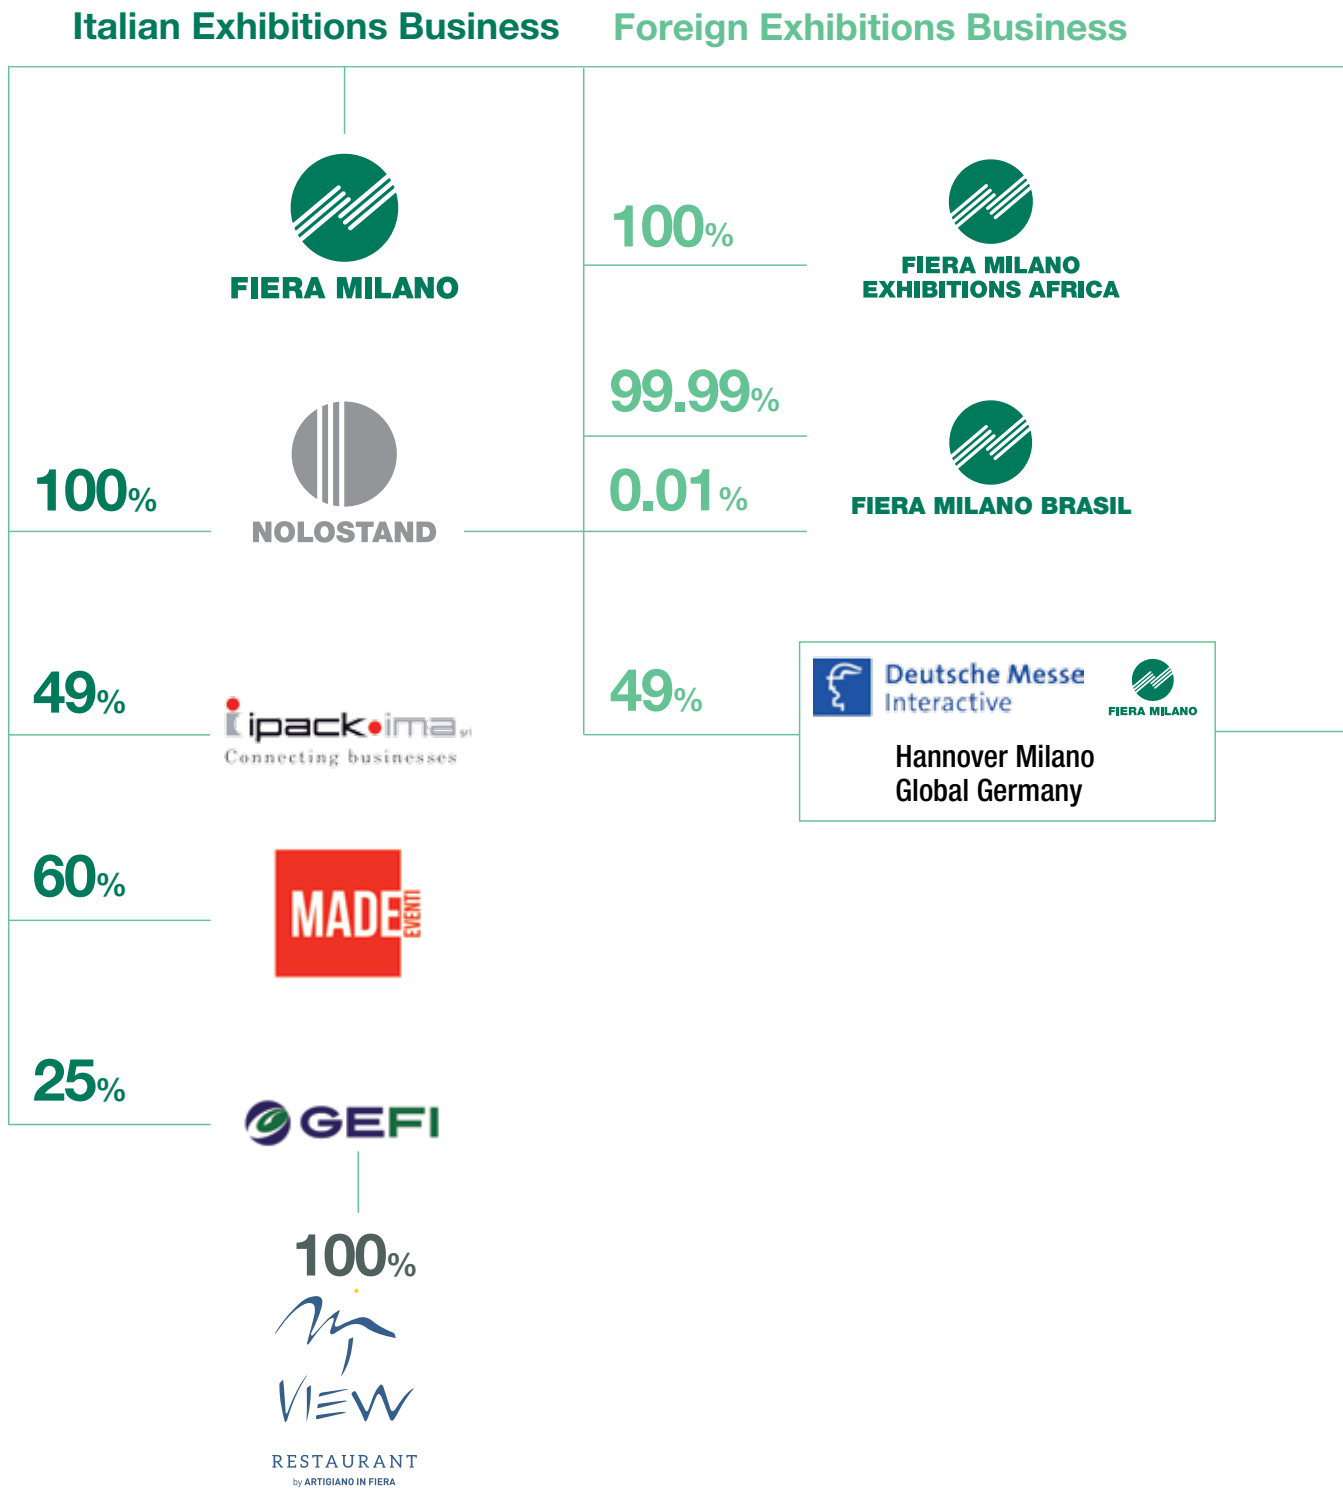 Italian Exhibitions Business
FIERA MILANO
100%
NOLOSTAND
49%
ipack ima srl
Connecting businesses
60%
MADE
EVENTI
25%
GEFI
100%
VIEW
RESTAURANT
by ARTIGIANO IN FIERA
Foreign Exhibitions Business
100%
FIERA MILANO
EXHIBITIONS AFRICA
99.99%
0.01%
FIERA MILANO BRASIL
49%
Deutsche Messe
Interactive
FIERA MILANO
Hannover Milano
Global Germany